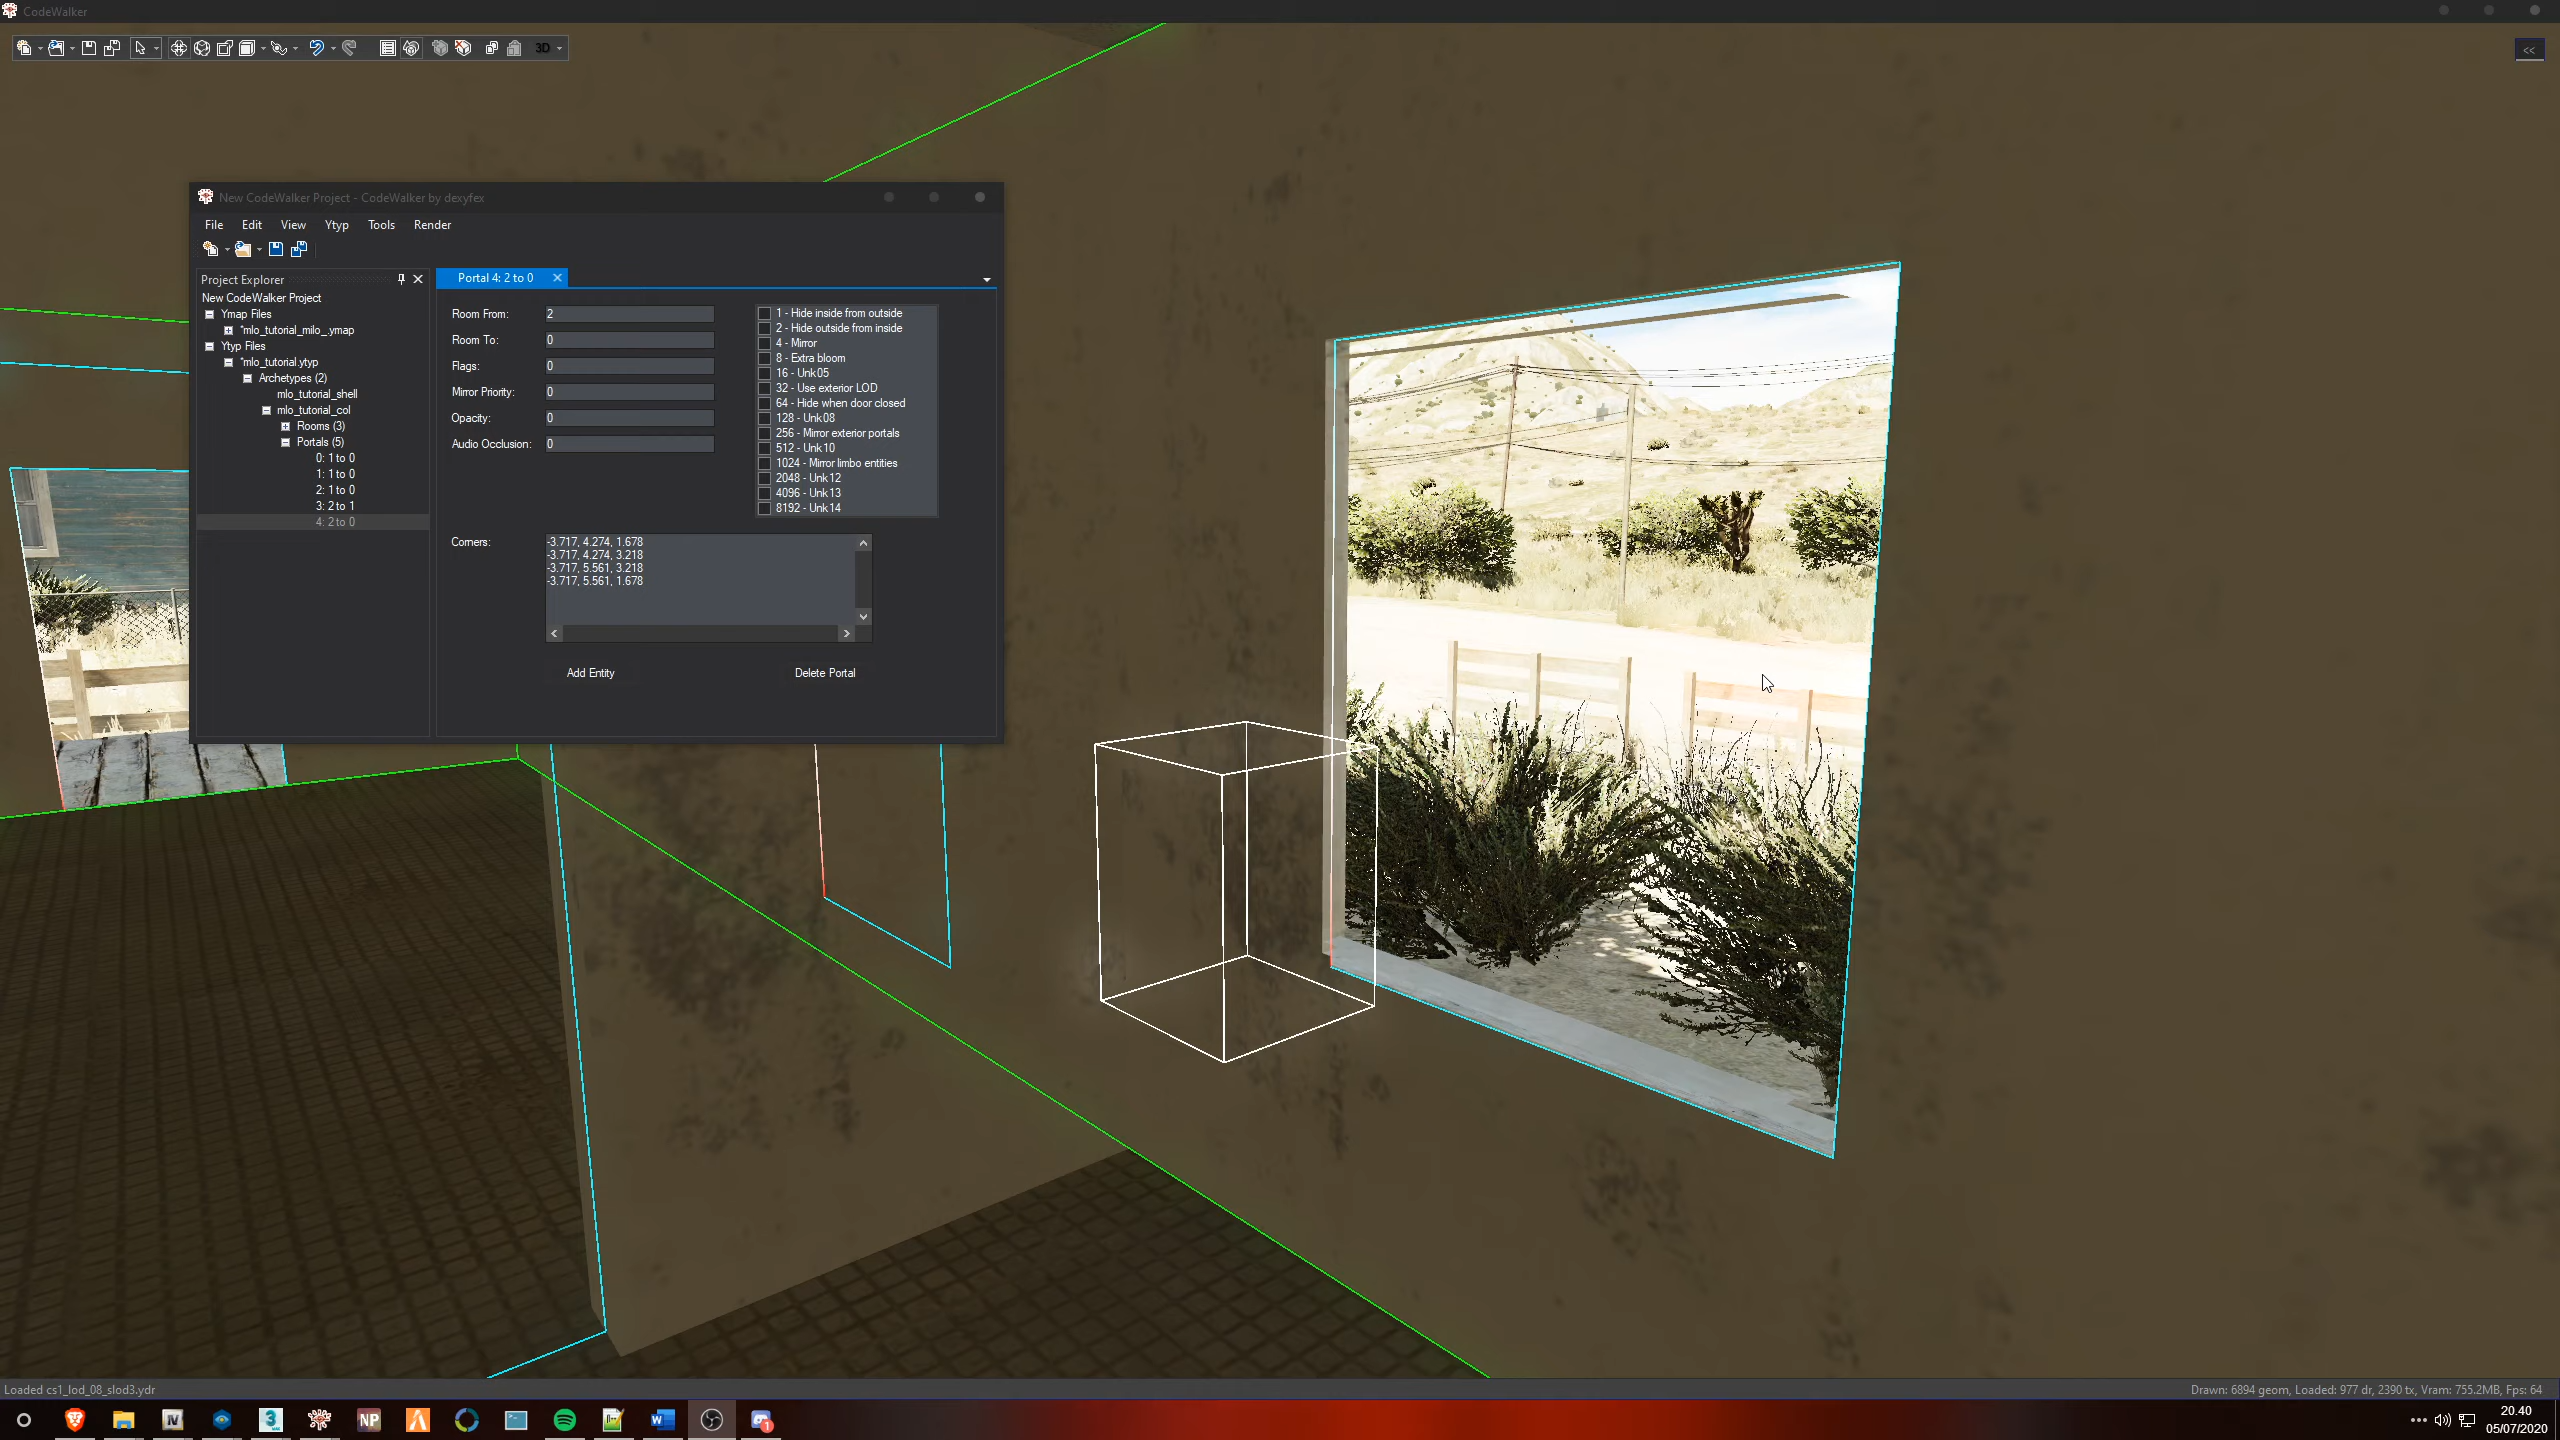 CodeWalker
3D
<<
New CodeWalker Project - CodeWalker by dexyfex
File Edit View Ytyp Tools Render
Project Explorer
New CodeWalker Project
Ymap Files
*mlo_tutorial_milo_.ymap
Ytyp Files
*mlo_tutorial.ytyp
Archetypes (2)
mlo_tutorial_shell
mlo_tutorial_col
Rooms (3)
Portals (5)
0: 1 to 0
1: 1 to 0
2: 1 to 0
3: 2 to 1
4: 2 to 0
Portal 4: 2 to 0
Room From: 2
Room To: 0
Flags: 0
Mirror Priority: 0
Opacity: 0
Audio Occlusion: 0
1 - Hide inside from outside
2 - Hide outside from inside
4 - Mirror
8 - Extra bloom
16 - Unk05
32 - Use exterior LOD
64 - Hide when door closed
128 - Unk08
256 - Mirror exterior portals
512 - Unk10
1024 - Mirror limbo entities
2048 - Unk12
4096 - Unk13
8192 - Unk14
Corners:
-3.717, 4.274, 1.678
-3.717, 4.274, 3.218
-3.717, 5.561, 3.218
-3.717, 5.561, 1.678
Add Entity
Delete Portal
Loaded cs1_lod_08_slod3.ydr
Drawn: 6894 geom, Loaded: 977 dr, 2390 tx, Vram: 755.2MB, Fps: 64
IV
3
NP
W
1
20.40
05/07/2020